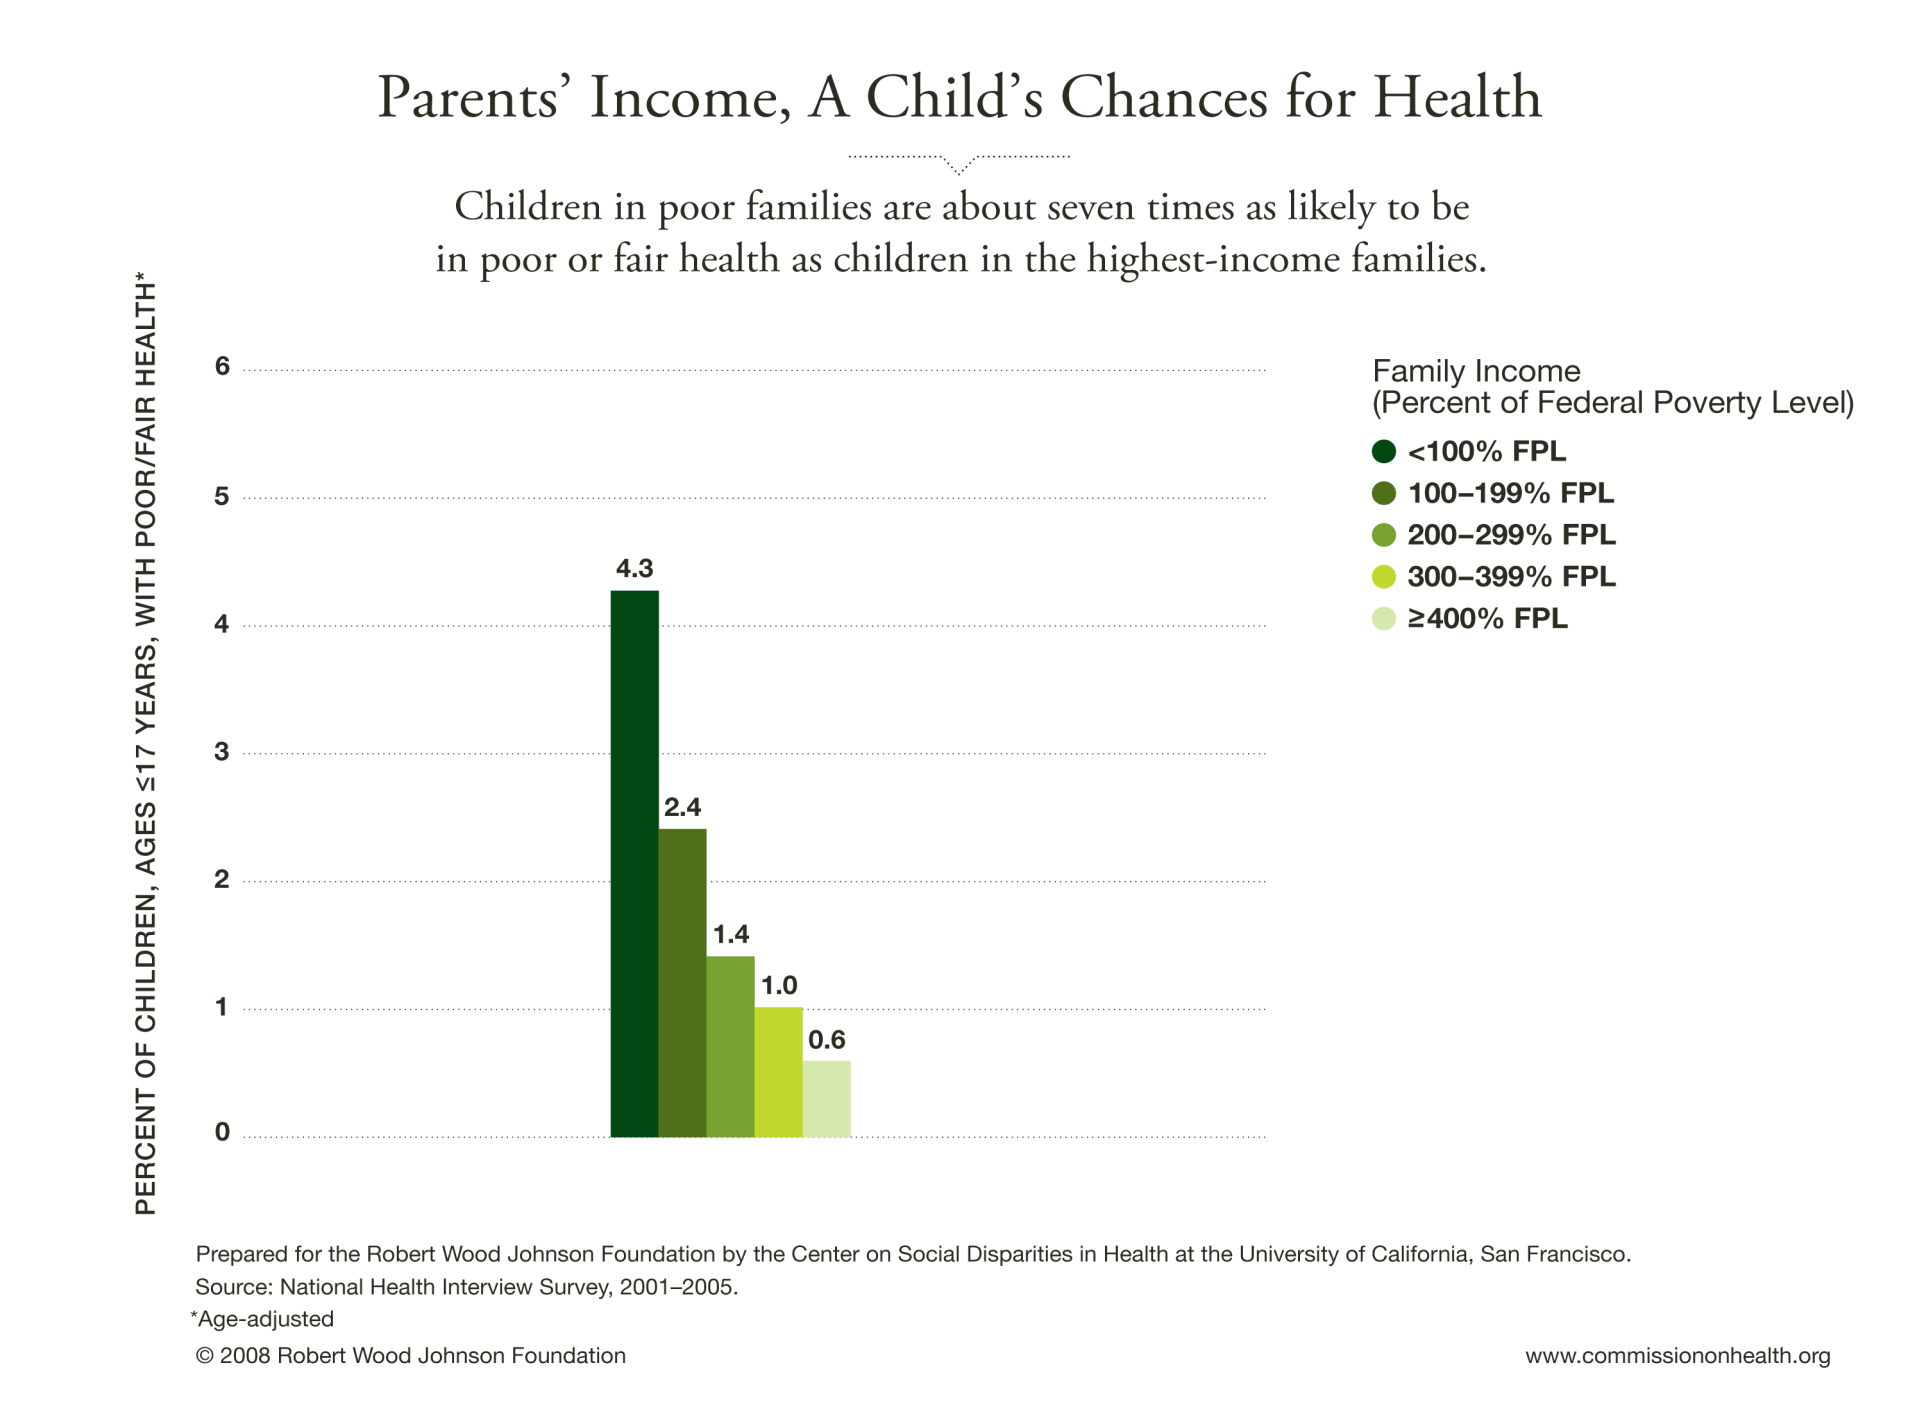 Parents’ Income, A Child’s Chances for Health
Children in poor families are about seven times as likely to be
in poor or fair health as children in the highest-income families.
PERCENT OF CHILDREN, AGES ≤17 YEARS, WITH POOR/FAIR HEALTH*
6
5
4
3
2
1
0
4.3
2.4
1.4
1.0
0.6
Family Income
(Percent of Federal Poverty Level)
<100% FPL
100–199% FPL
200–299% FPL
300–399% FPL
≥400% FPL
Prepared for the Robert Wood Johnson Foundation by the Center on Social Disparities in Health at the University of California, San Francisco.
Source: National Health Interview Survey, 2001–2005.
*Age-adjusted
© 2008 Robert Wood Johnson Foundation
www.commissiononhealth.org